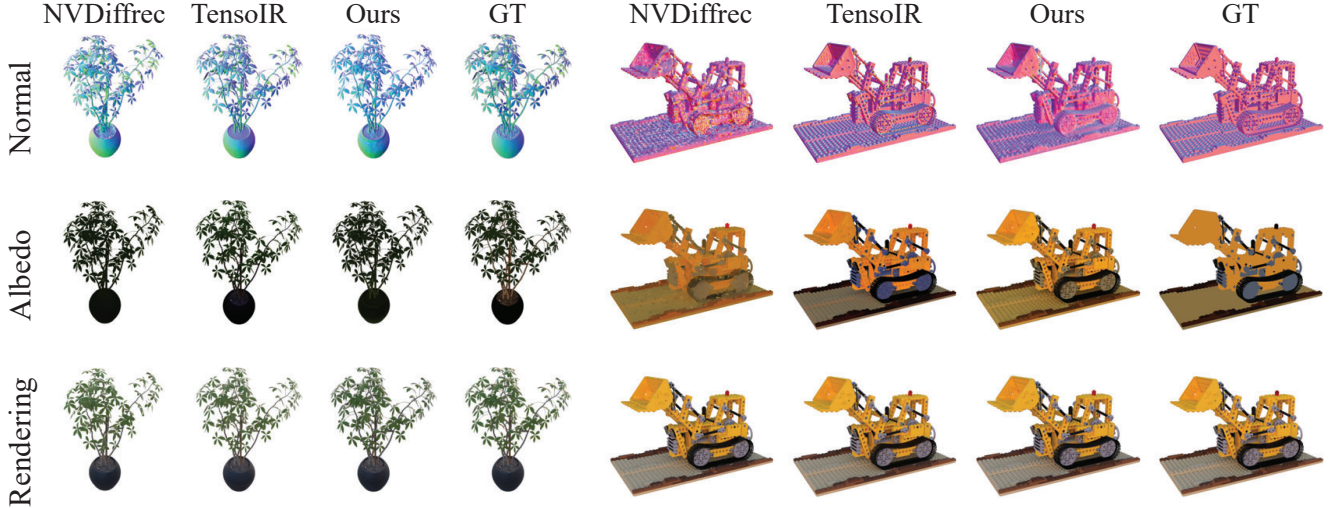 NVDiffrec TensoIR Ours GT NVDiffrec TensoIR Ours GT
Normal
Albedo
Rendering